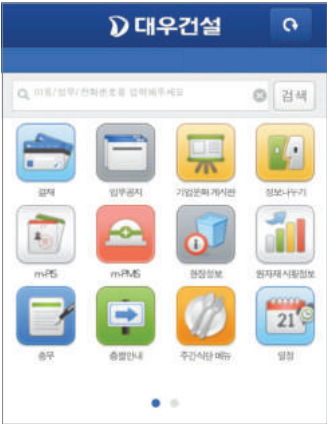 대우건설
이름/업무/전화번호를 입력해주세요
검색
결재
업무공지
기업문화 게시판
정보나누기
m-PIS
m-PMS
현장정보
원자재 시황정보
21
총무
층별안내
주간식단 메뉴
일정